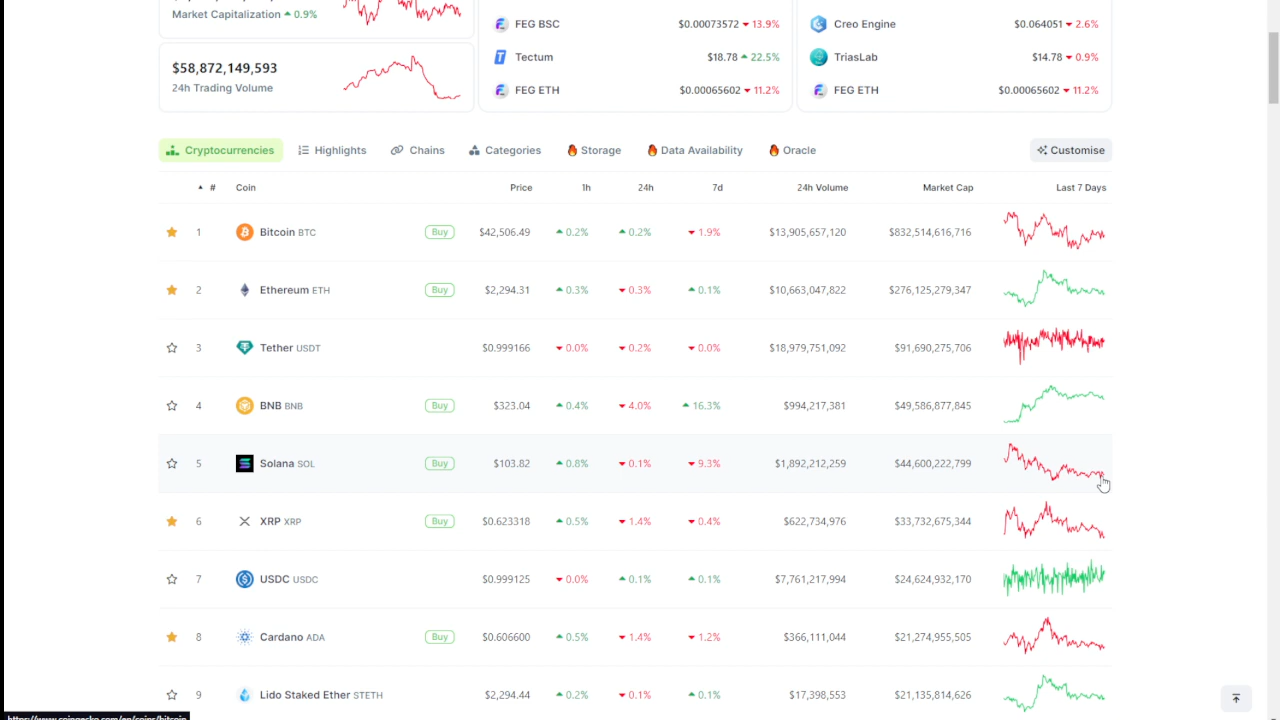 Market Capitalization 0.9%
$58,872,149,593
24h Trading Volume
FEG BSC $0.00073572 13.9%
Tectum $18.78 22.5%
FEG ETH $0.00065602 11.2%
Creo Engine $0.064051 2.6%
TriasLab $14.78 0.9%
FEG ETH $0.00065602 11.2%
Cryptocurrencies Highlights Chains Categories Storage Data Availability Oracle Customise
# Coin Price 1h 24h 7d 24h Volume Market Cap Last 7 Days
1 Bitcoin BTC Buy $42,506.49 0.2% 0.2% 1.9% $13,905,657,120 $832,514,616,716
2 Ethereum ETH Buy $2,294.31 0.3% 0.3% 0.1% $10,663,047,822 $276,125,279,347
3 Tether USDT $0.999166 0.0% 0.2% 0.0% $18,979,751,092 $91,690,275,706
4 BNB BNB Buy $323.04 0.4% 4.0% 16.3% $994,217,381 $49,586,877,845
5 Solana SOL Buy $103.82 0.8% 0.1% 9.3% $1,892,212,259 $44,600,222,799
6 XRP XRP Buy $0.623318 0.5% 1.4% 0.4% $622,734,976 $33,732,675,344
7 USDC USDC $0.999125 0.0% 0.1% 0.1% $7,761,217,994 $24,624,932,170
8 Cardano ADA Buy $0.606600 0.5% 1.4% 1.2% $366,111,044 $21,274,955,505
9 Lido Staked Ether STETH $2,294.44 0.2% 0.1% 0.1% $17,398,553 $21,135,814,626
https://www.coingecko.com/en/coins/bitcoin